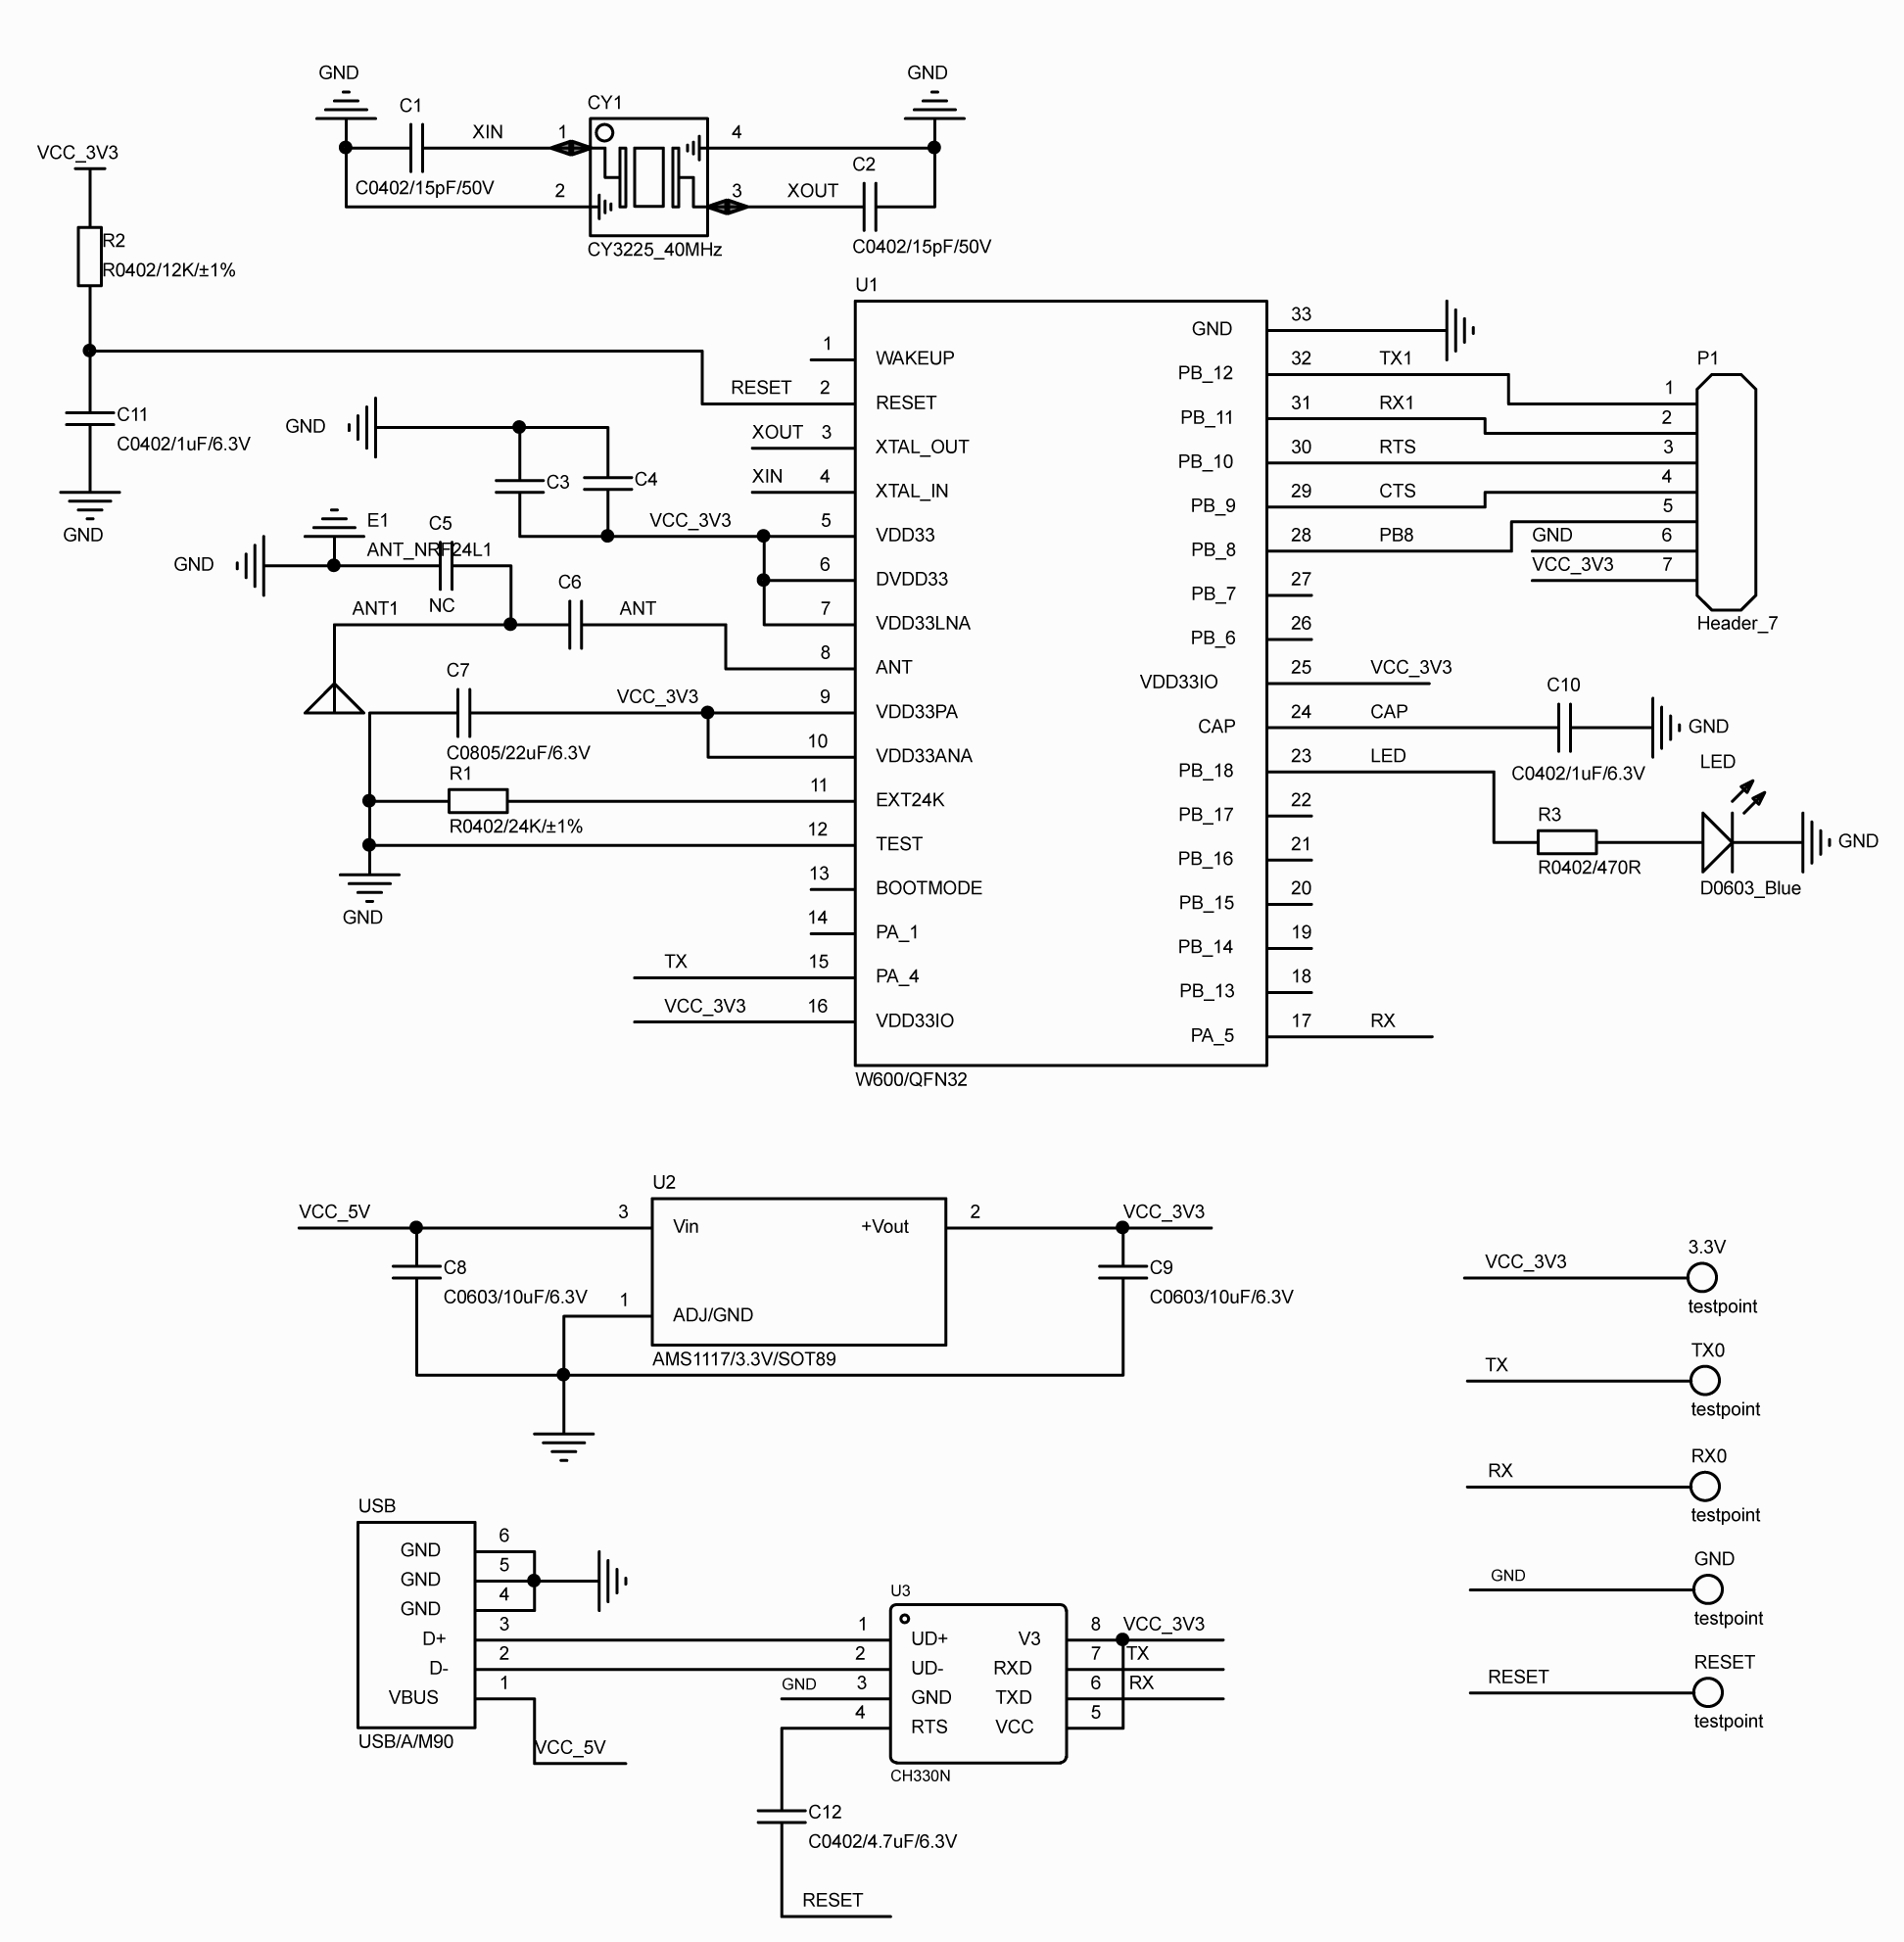 GND
C1
XIN
1
C0402/15pF/50V
2
CY1
CY3225_40MHz
4
3
XOUT
GND
C2
C0402/15pF/50V
VCC_3V3
R2
R0402/12K/±1%
C11
C0402/1uF/6.3V
GND
U1
1
WAKEUP
RESET
2
RESET
XOUT
3
XTAL_OUT
XIN
4
XTAL_IN
GND
C3
C4
VCC_3V3
5
VDD33
6
DVDD33
7
VDD33LNA
GND
E1
ANT_NRF24L1
C5
NC
ANT1
C6
ANT
8
ANT
C7
C0805/22uF/6.3V
VCC_3V3
9
VDD33PA
10
VDD33ANA
R1
R0402/24K/±1%
11
EXT24K
12
TEST
GND
13
BOOTMODE
14
PA_1
TX
15
PA_4
VCC_3V3
16
VDD33IO
W600/QFN32
GND
33
PB_12
32
TX1
PB_11
31
RX1
PB_10
30
RTS
PB_9
29
CTS
PB_8
28
PB8
PB_7
27
PB_6
26
VDD33IO
25
VCC_3V3
CAP
24
CAP
PB_18
23
LED
PB_17
22
PB_16
21
PB_15
20
PB_14
19
PB_13
18
PA_5
17
RX
P1
1
2
3
4
5
GND
6
VCC_3V3
7
Header_7
C10
C0402/1uF/6.3V
GND
LED
R3
R0402/470R
D0603_Blue
GND
U2
VCC_5V
3
Vin
+Vout
2
VCC_3V3
C8
C0603/10uF/6.3V
1
ADJ/GND
AMS1117/3.3V/SOT89
C9
C0603/10uF/6.3V
VCC_3V3
3.3V
testpoint
TX
TX0
testpoint
RX
RX0
testpoint
GND
GND
testpoint
RESET
RESET
testpoint
USB
GND
6
GND
5
GND
4
D+
3
D-
2
VBUS
1
USB/A/M90
VCC_5V
U3
1
UD+
2
UD-
GND
3
GND
4
RTS
V3
8
VCC_3V3
RXD
7
TX
TXD
6
RX
VCC
5
CH330N
C12
C0402/4.7uF/6.3V
RESET